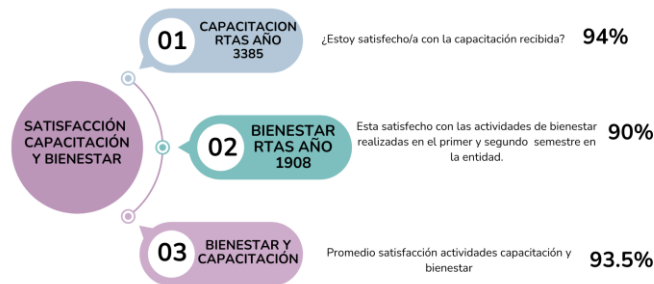 SATISFACCIÓN
CAPACITACIÓN
Y BIENESTAR
01
CAPACITACION
RTAS AÑO
3385
¿Estoy satisfecho/a con la capacitación recibida?
94%
02
BIENESTAR
RTAS AÑO
1908
Esta satisfecho con las actividades de bienestar
realizadas en el primer y segundo semestre en
la entidad.
90%
03
BIENESTAR Y
CAPACITACIÓN
Promedio satisfacción actividades capacitación y
bienestar
93.5%